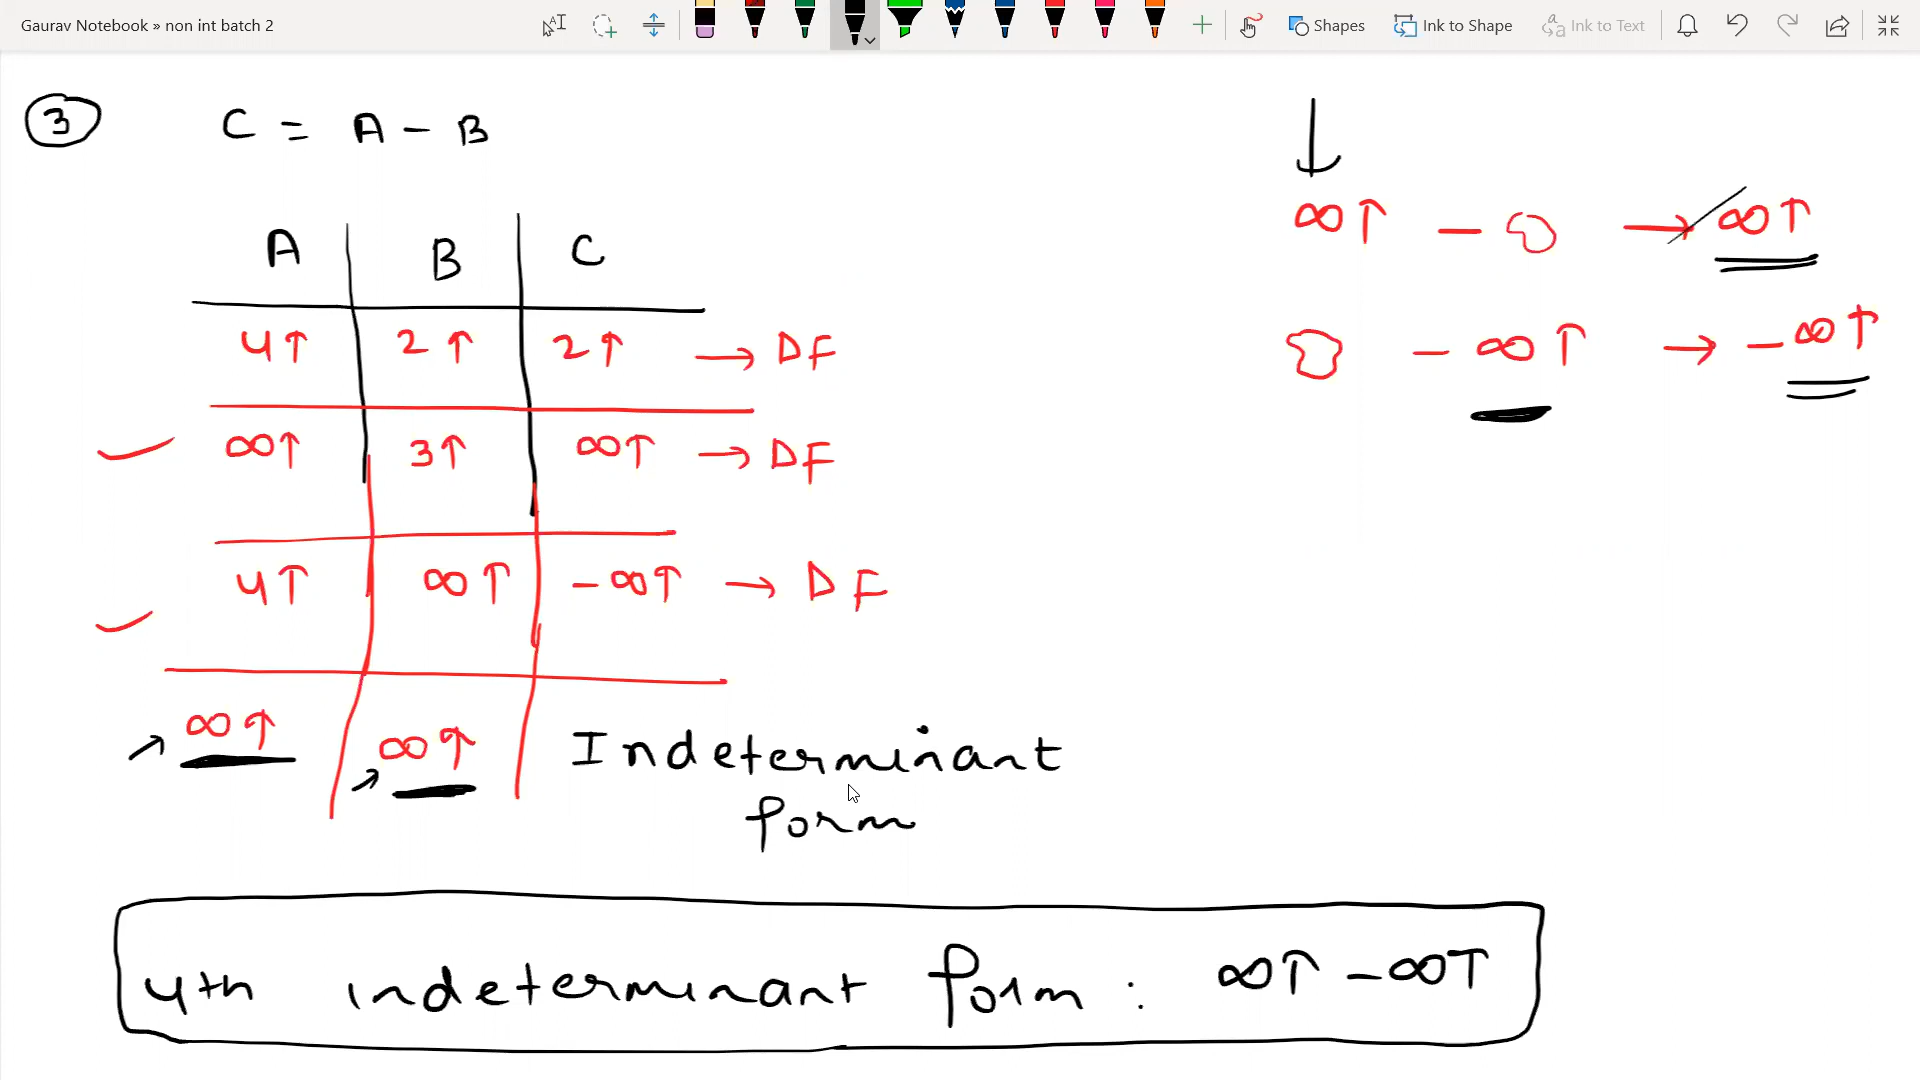 Gaurav Notebook » non int batch 2
Shapes
Ink to Shape
Ink to Text
3
C = A - B
A B C
4↑ 2↑ 2↑ → DF
∞↑ 3↑ ∞↑ → DF
4↑ ∞↑ -∞↑ → DF
∞↑ ∞↑ Indeterminant
form
∞↑ - → ∞↑
- ∞↑ → -∞↑
4th indeterminant form : ∞↑ - ∞↑